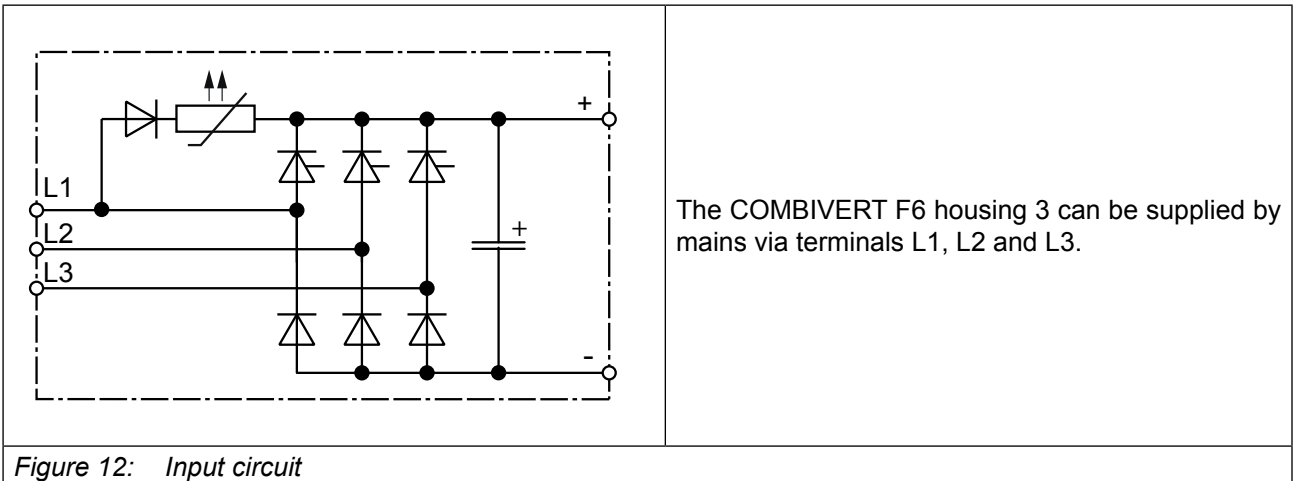 +
L1
L2
+
L3
-
The COMBIVERT F6 housing 3 can be supplied by
mains via terminals L1, L2 and L3.
Figure 12: Input circuit